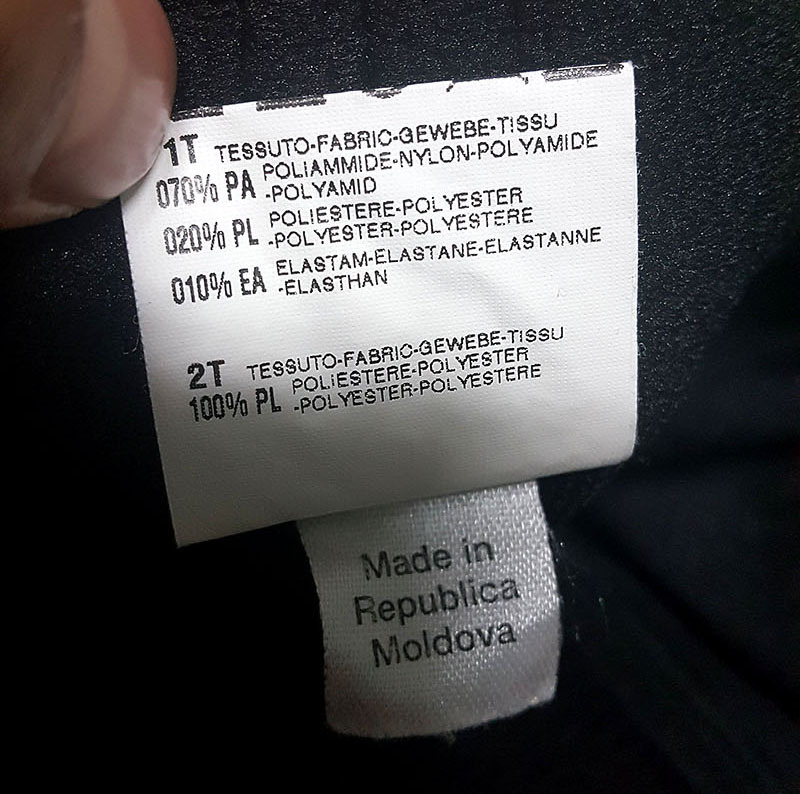 1T TESSUTO-FABRIC-GEWEBE-TISSU
070% PA POLIAMMIDE-NYLON-POLYAMIDE
-POLYAMID
020% PL POLIESTERE-POLYESTER
-POLYESTER-POLYESTERE
010% EA ELASTAM-ELASTANE-ELASTANNE
-ELASTHAN
2T TESSUTO-FABRIC-GEWEBE-TISSU
100% PL POLIESTERE-POLYESTER
-POLYESTER-POLYESTERE
Made in
Republica
Moldova